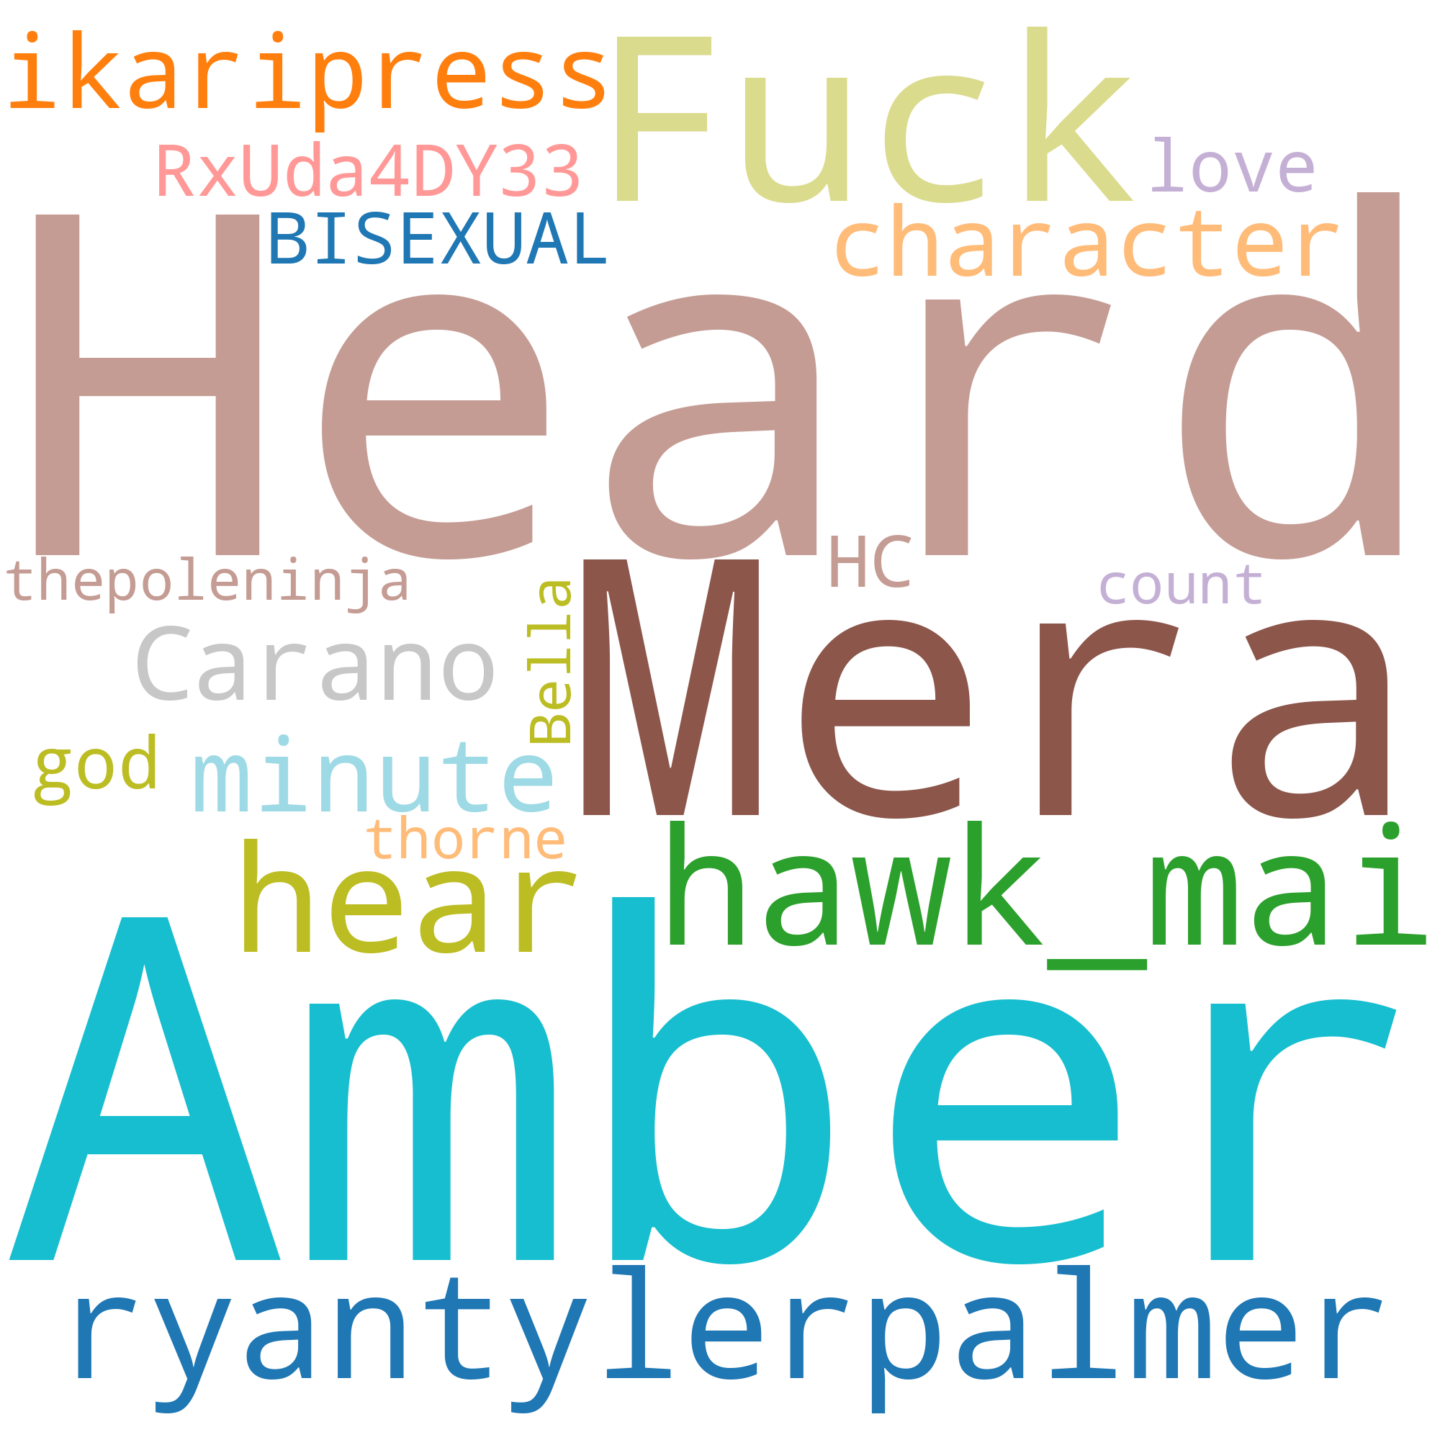 ikaripress
Fuck
RxUda4DY33
love
BISEXUAL
character
Heard
HC
thepoleninja
count
Bella
Mera
Carano
god
minute
thorne
hear
hawk_mai
Amber
ryantylerpalmer